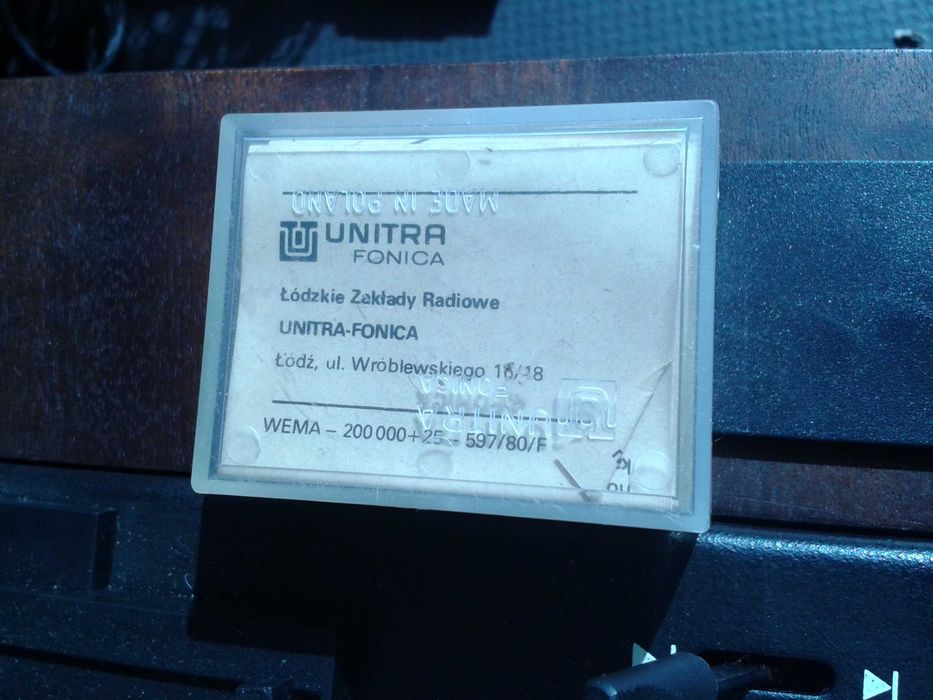 MADE IN POLAND
UNITRA
FONICA
Łódzkie Zakłady Radiowe
UNITRA-FONICA
Łódź, ul. Wróblewskiego 16/18
UNITRA
FONICA
WEMA – 200 000+25 – 597/80/F